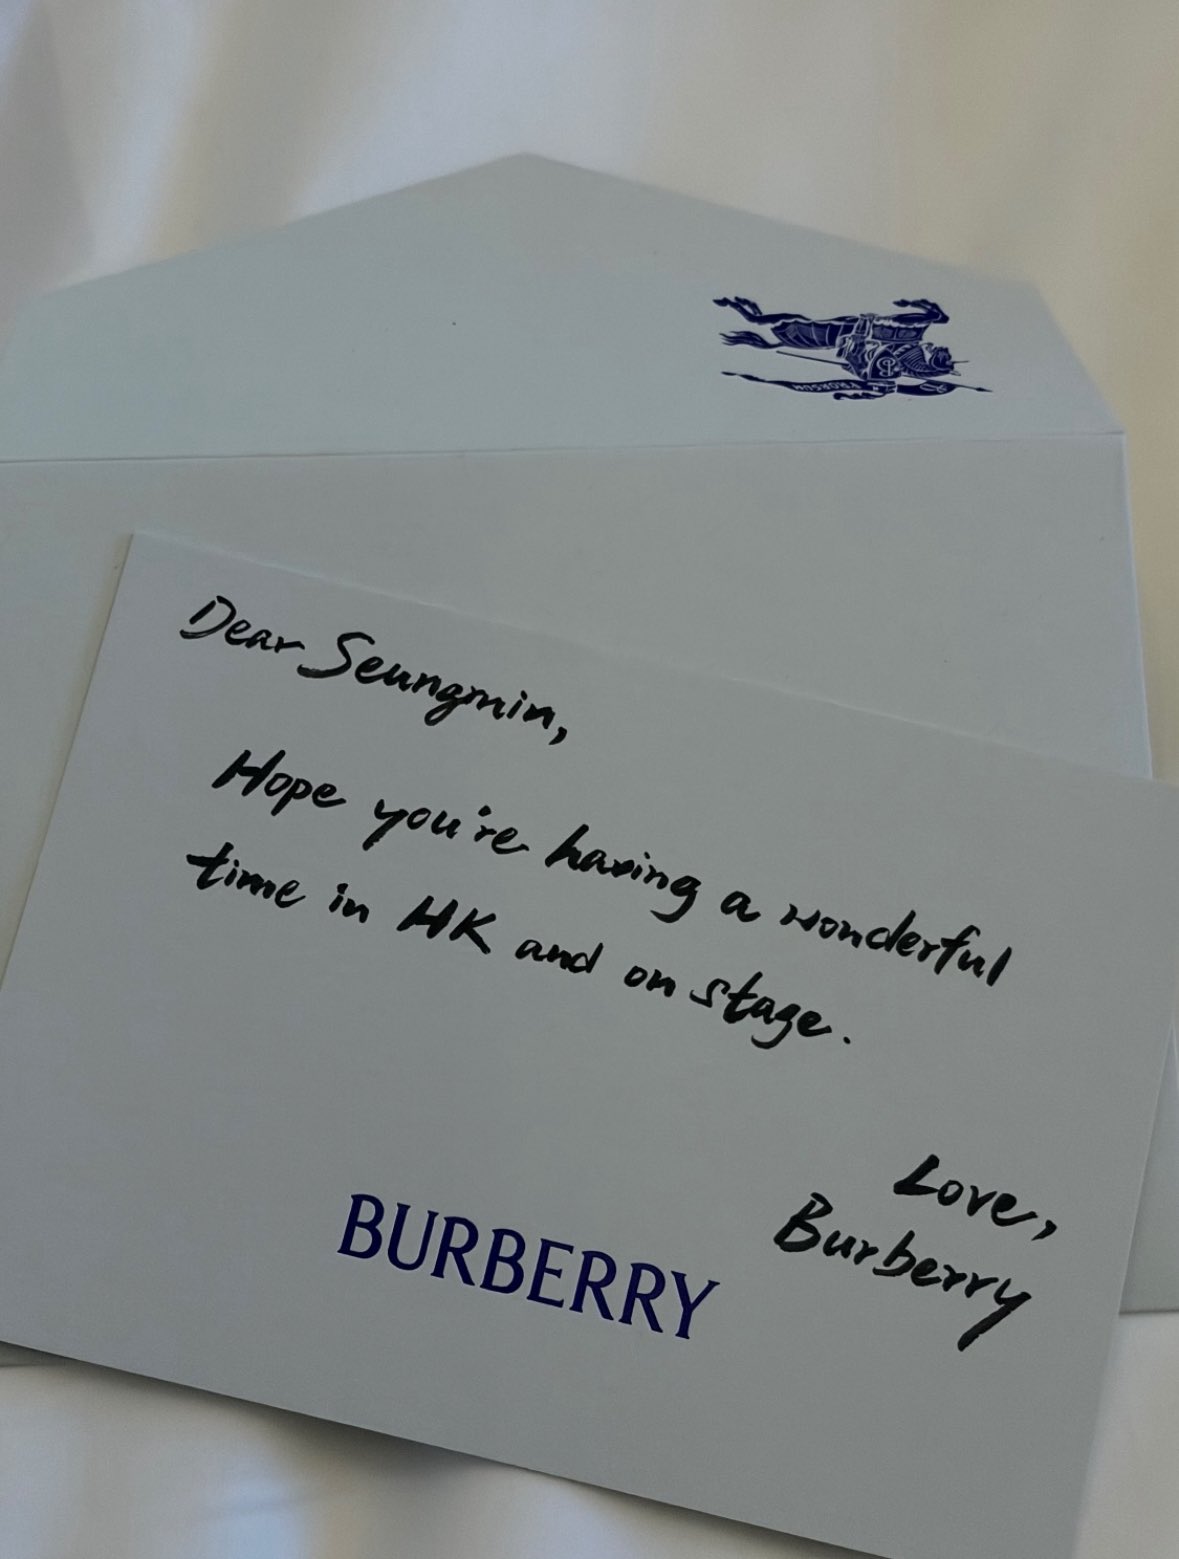 Dear Seungmin,
Hope you're having a wonderful
time in HK and on stage.
Love,
Burberry
BURBERRY